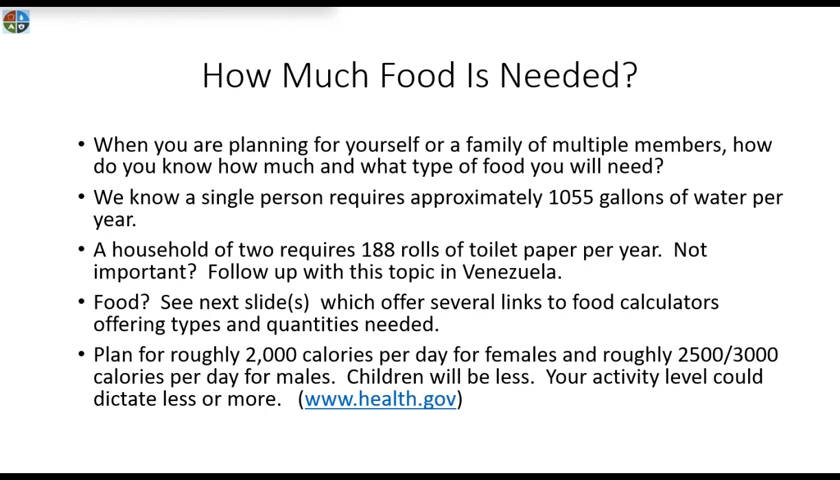 How Much Food Is Needed?
• When you are planning for yourself or a family of multiple members, how
do you know how much and what type of food you will need?
• We know a single person requires approximately 1055 gallons of water per
year.
• A household of two requires 188 rolls of toilet paper per year.  Not
important?  Follow up with this topic in Venezuela.
• Food?  See next slide(s)  which offer several links to food calculators
offering types and quantities needed.
• Plan for roughly 2,000 calories per day for females and roughly 2500/3000
calories per day for males.  Children will be less.  Your activity level could
dictate less or more.   (www.health.gov)